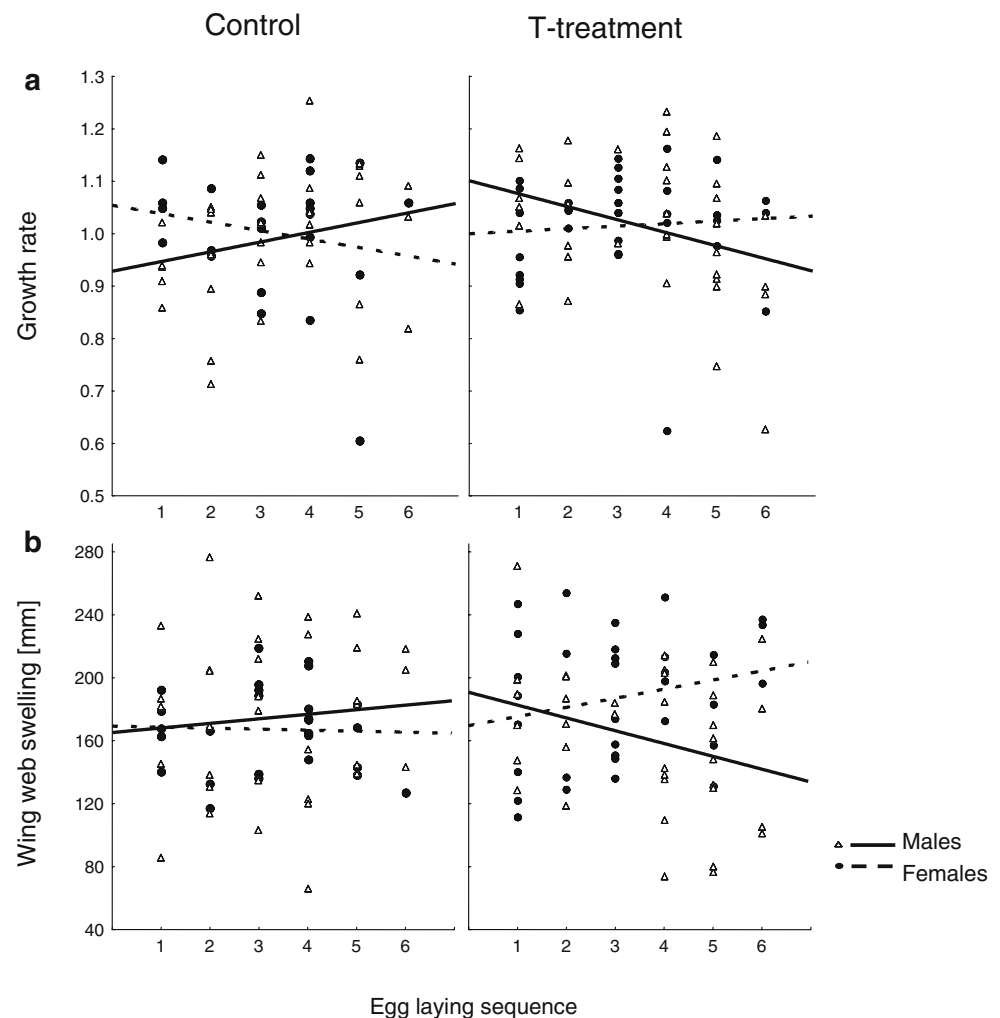 Control
T-treatment
a
1.3
1.2
1.1
1.0
0.9
0.8
0.7
0.6
0.5
Growth rate
1 2 3 4 5 6
1 2 3 4 5 6
b
280
240
200
160
120
80
40
Wing web swelling [mm]
1 2 3 4 5 6
1 2 3 4 5 6
Males
Females
Egg laying sequence